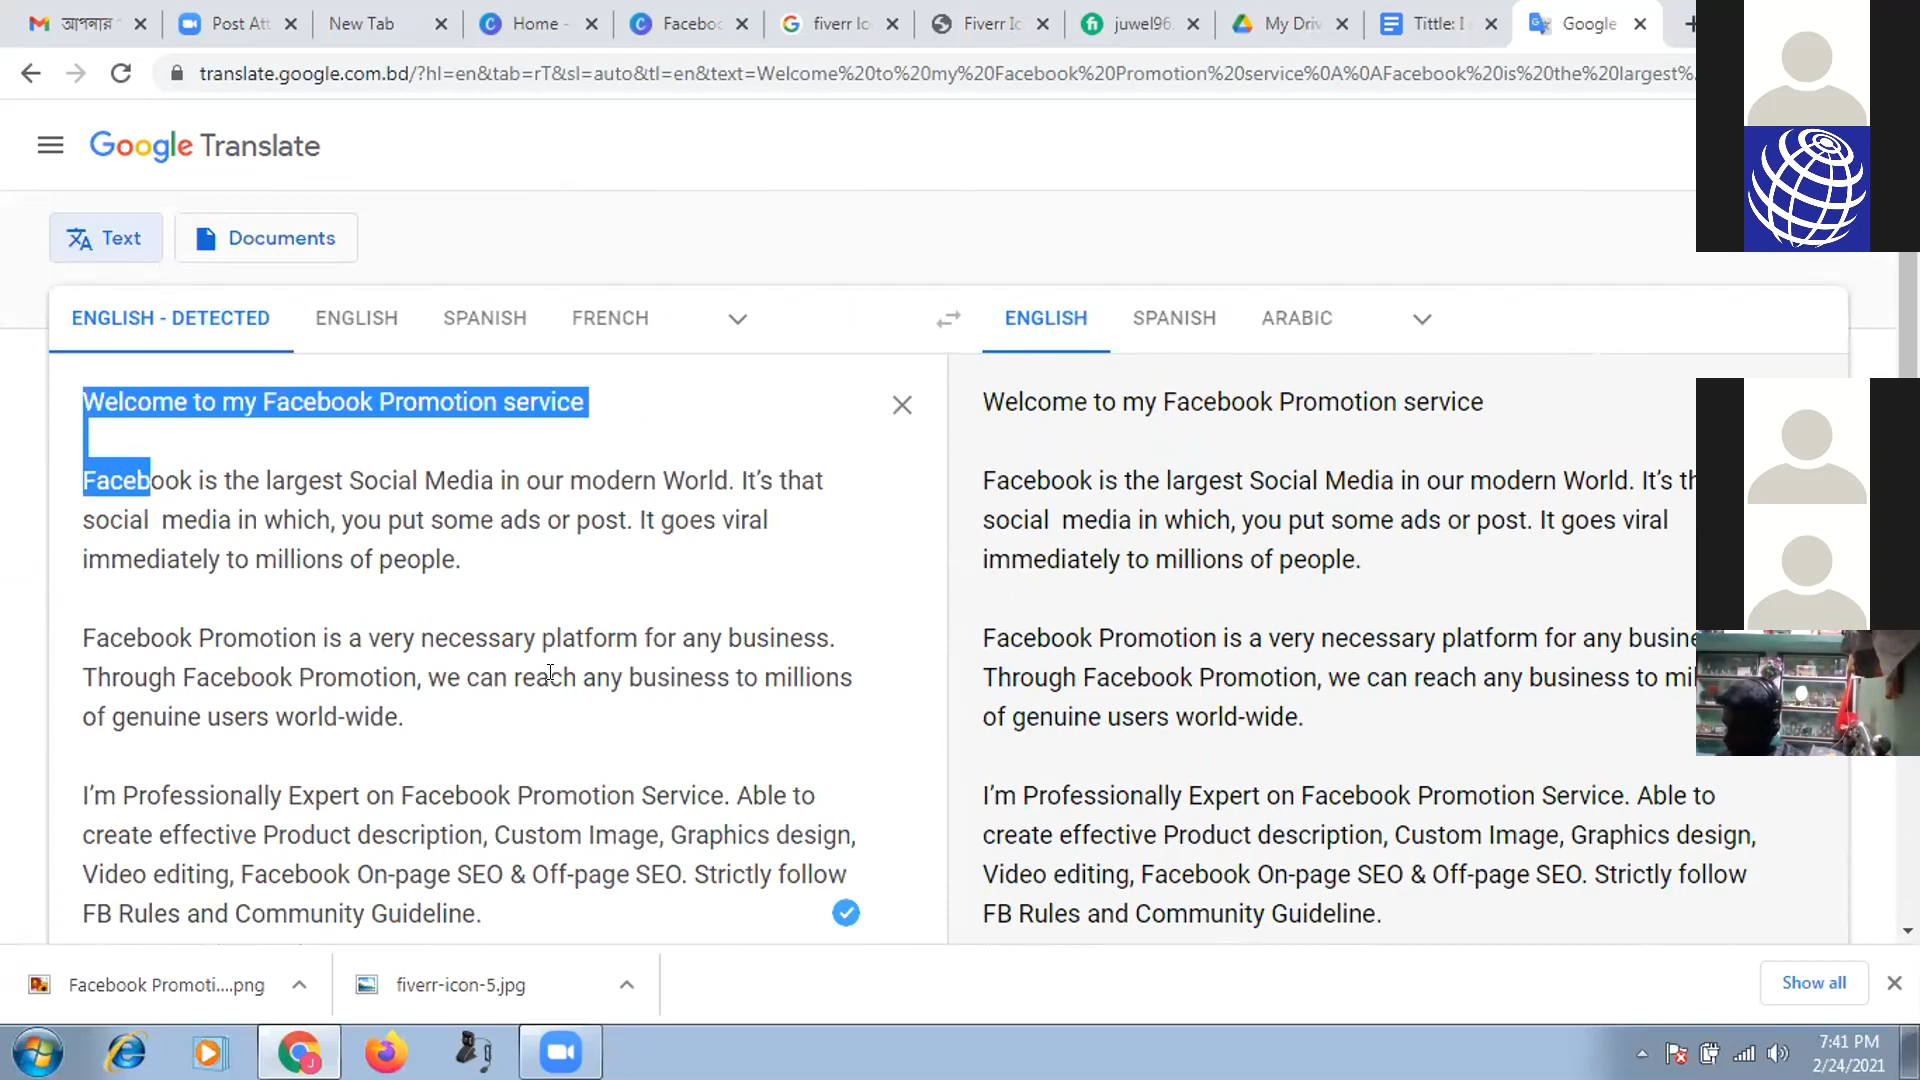 আপনার
Post Att
New Tab
Home -
Faceboo
fiverr Ico
Fiverr Ic
juwel96
My Driv
Tittle: I
Google
translate.google.com.bd/?hl=en&tab=rT&sl=auto&tl=en&text=Welcome%20to%20my%20Facebook%20Promotion%20service%0A%0AFacebook%20is%20the%20largest%
Google Translate
Text
Documents
ENGLISH - DETECTED
ENGLISH
SPANISH
FRENCH
ENGLISH
SPANISH
ARABIC
Welcome to my Facebook Promotion service
Facebook is the largest Social Media in our modern World. It’s that
social  media in which, you put some ads or post. It goes viral
immediately to millions of people.
Facebook Promotion is a very necessary platform for any business.
Through Facebook Promotion, we can reach any business to millions
of genuine users world-wide.
I’m Professionally Expert on Facebook Promotion Service. Able to
create effective Product description, Custom Image, Graphics design,
Video editing, Facebook On-page SEO & Off-page SEO. Strictly follow
FB Rules and Community Guideline.
Welcome to my Facebook Promotion service
Facebook is the largest Social Media in our modern World. It’s th
social  media in which, you put some ads or post. It goes viral
immediately to millions of people.
Facebook Promotion is a very necessary platform for any busine
Through Facebook Promotion, we can reach any business to mil
of genuine users world-wide.
I’m Professionally Expert on Facebook Promotion Service. Able to
create effective Product description, Custom Image, Graphics design,
Video editing, Facebook On-page SEO & Off-page SEO. Strictly follow
FB Rules and Community Guideline.
Facebook Promoti....png
fiverr-icon-5.jpg
Show all
7:41 PM
2/24/2021